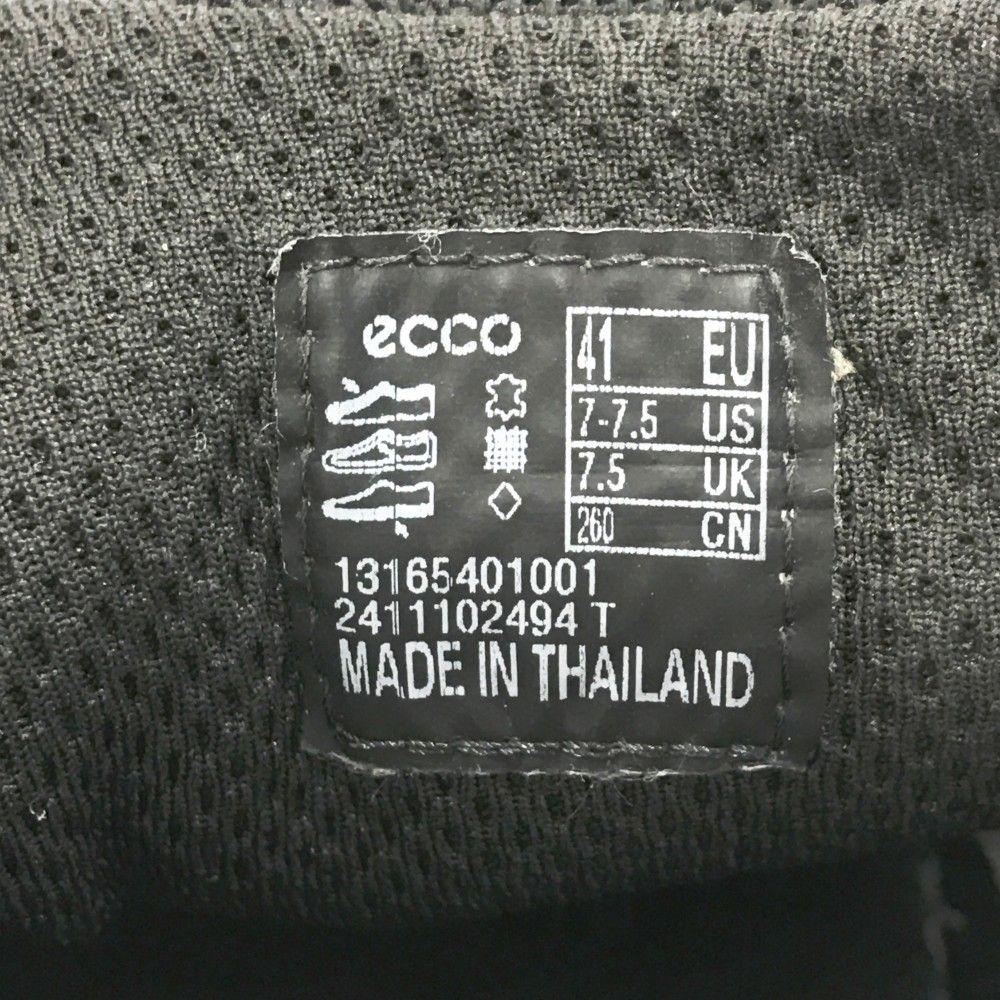 ecco
41 EU
7-7.5 US
7.5 UK
260 CN
13165401001
2411102494 T
MADE IN THAILAND